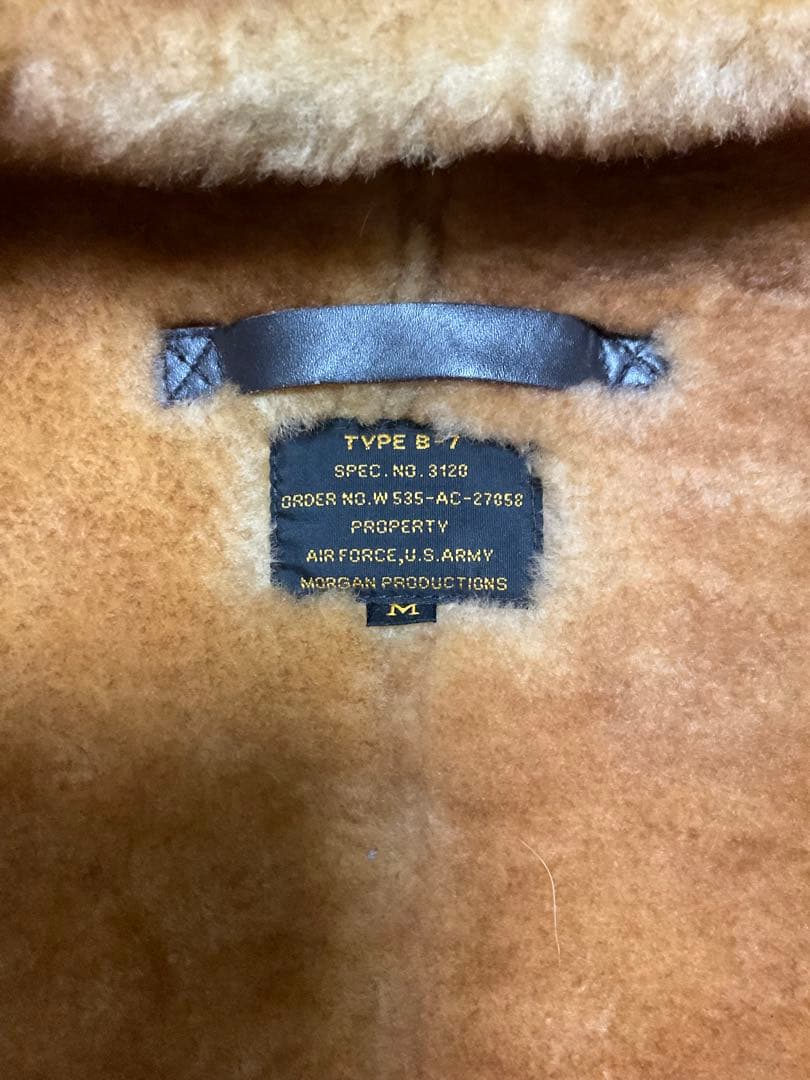 TYPE B-7
SPEC. NO. 3120
ORDER NO. W 535-AC-27858
PROPERTY
AIR FORCE, U.S. ARMY
MORGAN PRODUCTIONS
M